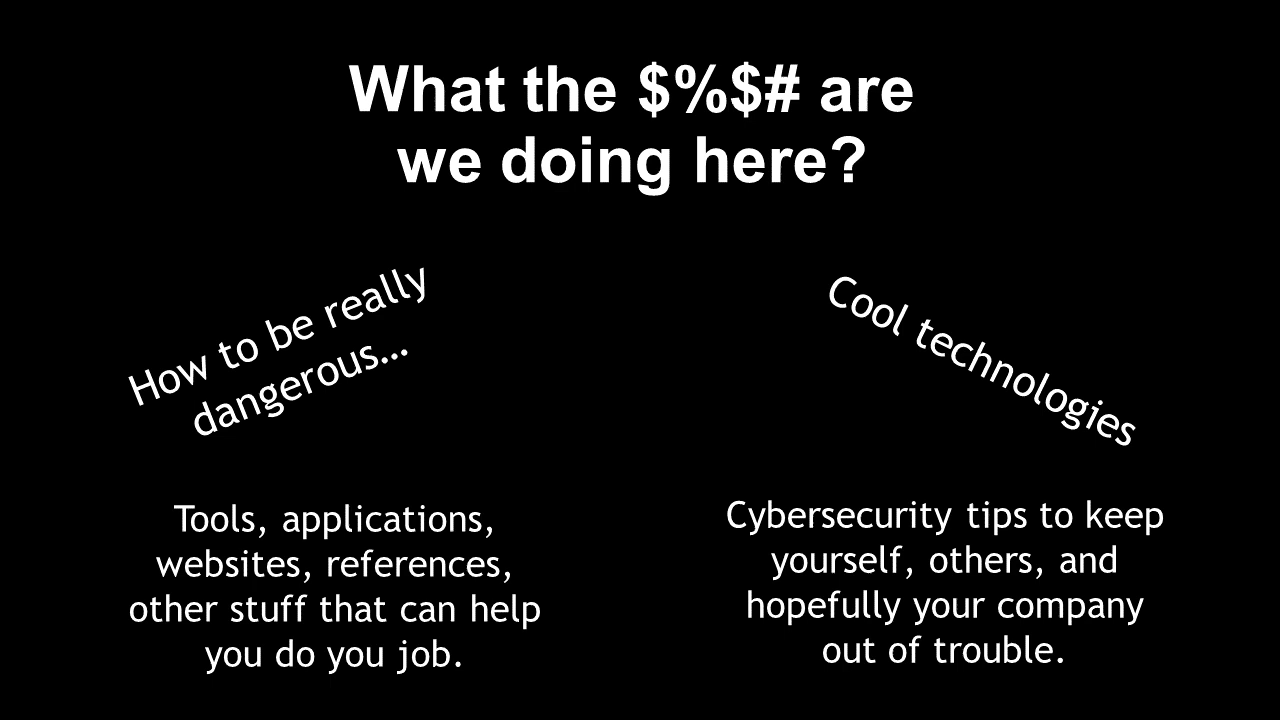 What the $%$# are
we doing here?
How to be really
dangerous…
Cool technologies
Tools, applications,
websites, references,
other stuff that can help
you do you job.
Cybersecurity tips to keep
yourself, others, and
hopefully your company
out of trouble.